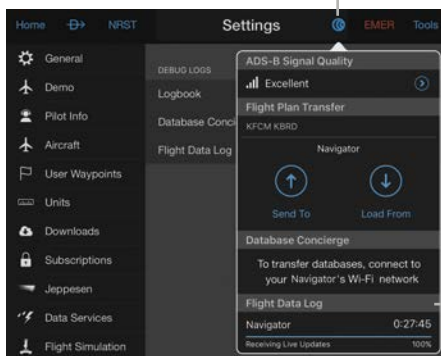 Home NRST Settings EMER Tools
General
Demo
Pilot Info
Aircraft
User Waypoints
Units
Downloads
Subscriptions
Jeppesen
Data Services
Flight Simulation
DEBUG LOGS
Logbook
Database Conci
Flight Data Log
ADS-B Signal Quality
Excellent
Flight Plan Transfer
KFCM KBRD
Navigator
Send To Load From
Database Concierge
To transfer databases, connect to
your Navigator's Wi-Fi network
Flight Data Log
Navigator 0:27:45
Receiving Live Updates 100%